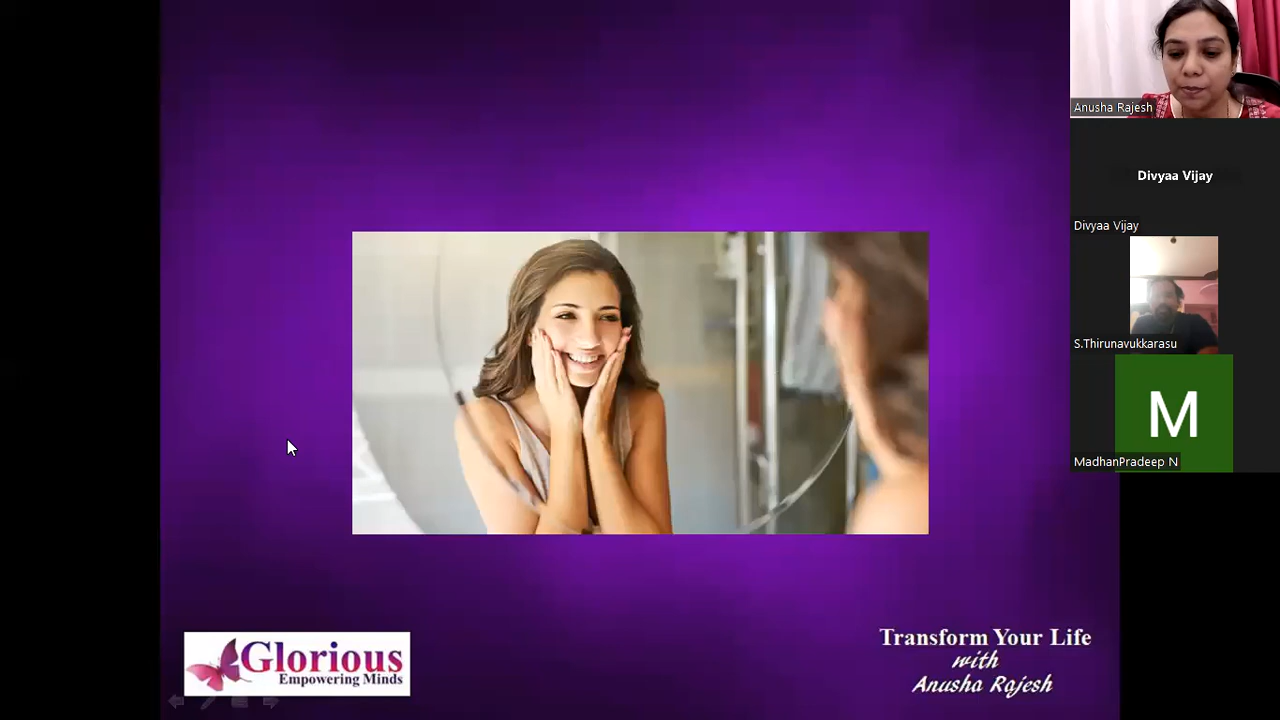 Anusha Rajesh
Divyaa Vijay
Divyaa Vijay
S.Thirunavukkarasu
M
MadhanPradeep N
Glorious
Empowering Minds
Transform Your Life
with
Anusha Rajesh